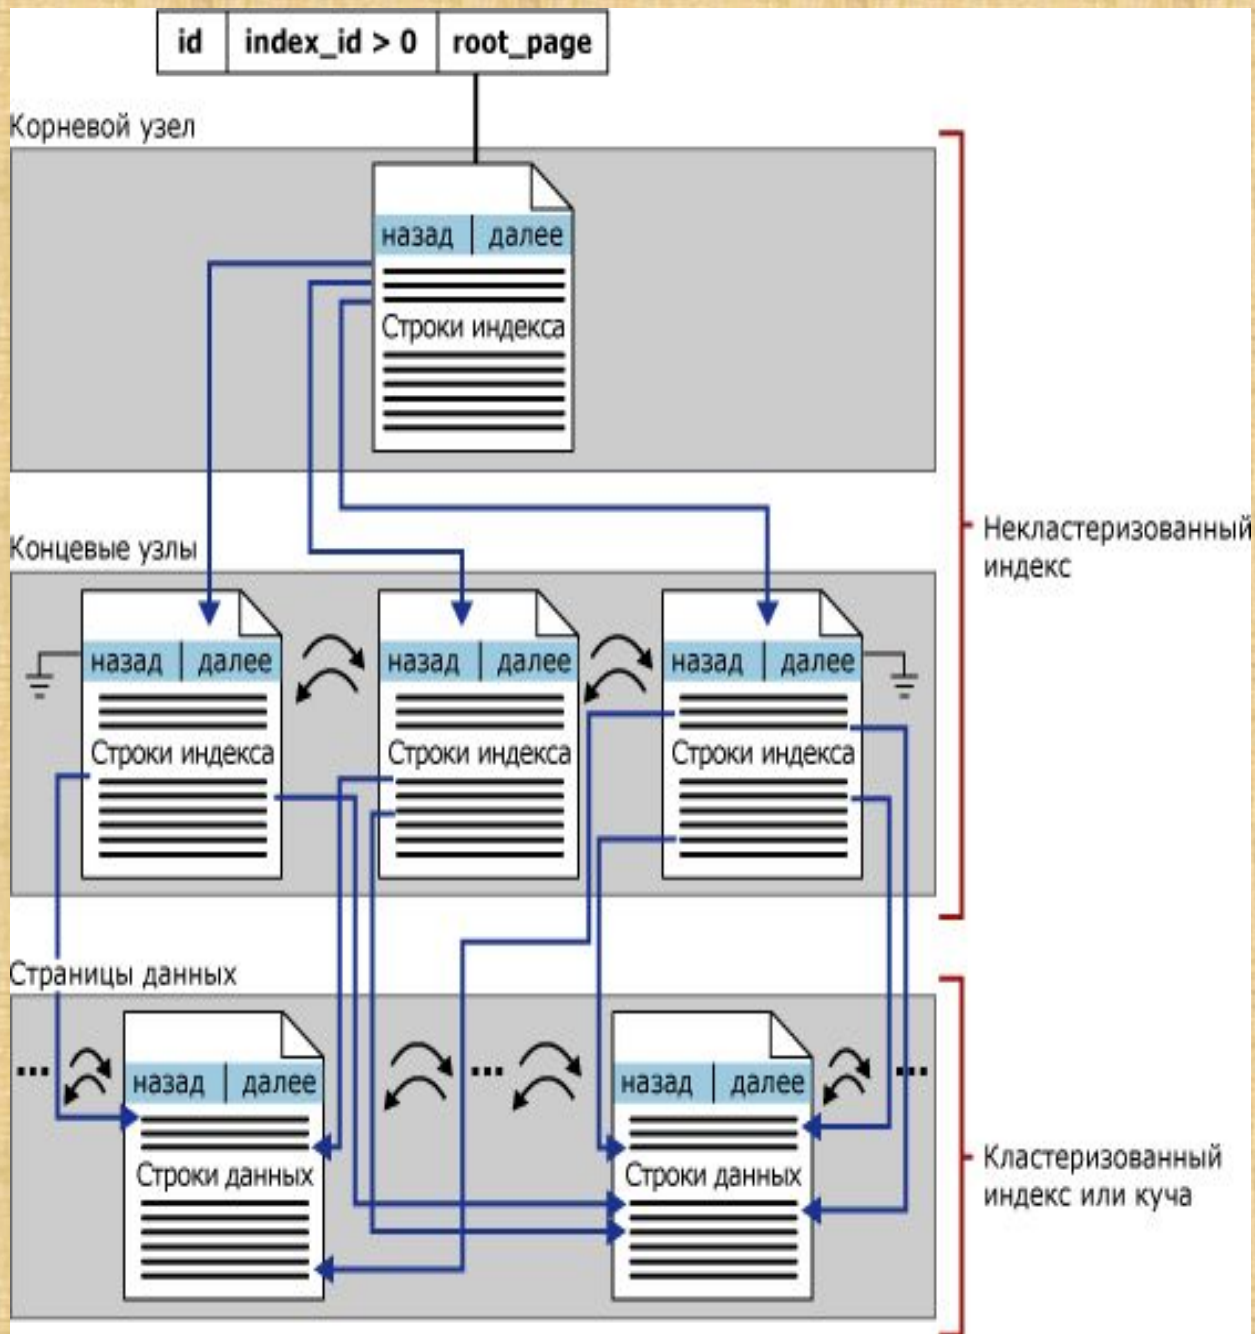 id index_id > 0 root_page
Корневой узел
назад далее
Строки индекса
Некластеризованный
индекс
Концевые узлы
назад далее назад далее назад далее
Строки индекса Строки индекса Строки индекса
Страницы данных
... ... ...
назад далее назад далее
Строки данных Строки данных
Кластеризованный
индекс или куча